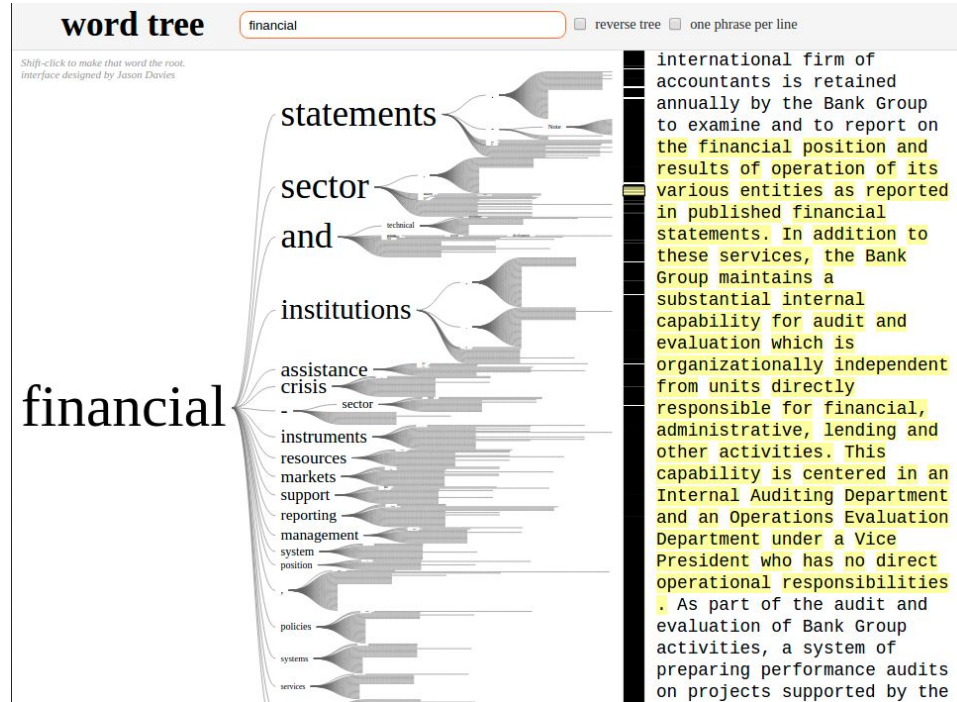 word tree
financial
reverse tree
one phrase per line
Shift-click to make that word the root.
interface designed by Jason Davies
financial
statements
Note
sector
and
technical
institutions
assistance
crisis
-
sector
instruments
resources
markets
support
reporting
management
system
position
,
policies
systems
services
international firm of
accountants is retained
annually by the Bank Group
to examine and to report on
the financial position and
results of operation of its
various entities as reported
in published financial
statements. In addition to
these services, the Bank
Group maintains a
substantial internal
capability for audit and
evaluation which is
organizationally independent
from units directly
responsible for financial,
administrative, lending and
other activities. This
capability is centered in an
Internal Auditing Department
and an Operations Evaluation
Department under a Vice
President who has no direct
operational responsibilities
. As part of the audit and
evaluation of Bank Group
activities, a system of
preparing performance audits
on projects supported by the